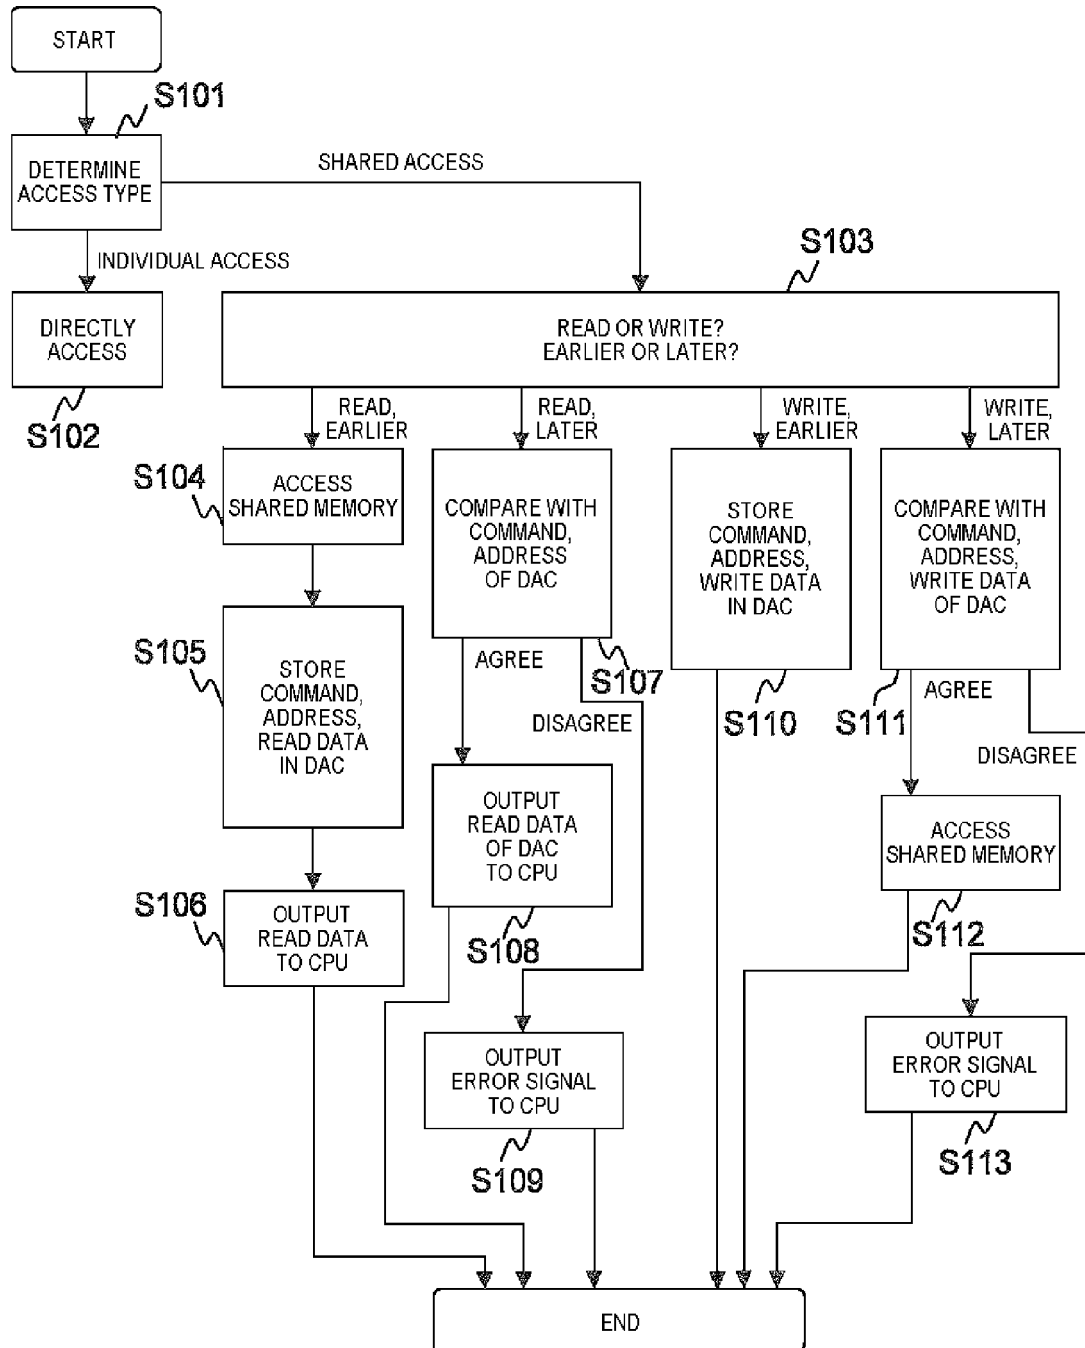 START
S101
DETERMINE
ACCESS TYPE
SHARED ACCESS
INDIVIDUAL ACCESS
DIRECTLY
ACCESS
S102
S103
READ OR WRITE?
EARLIER OR LATER?
READ,
EARLIER
READ,
LATER
WRITE,
EARLIER
WRITE,
LATER
S104
ACCESS
SHARED MEMORY
COMPARE WITH
COMMAND,
ADDRESS
OF DAC
STORE
COMMAND,
ADDRESS,
WRITE DATA
IN DAC
COMPARE WITH
COMMAND,
ADDRESS,
WRITE DATA
OF DAC
S105
STORE
COMMAND,
ADDRESS,
READ DATA
IN DAC
AGREE
S107
DISAGREE
S110
S111
AGREE
DISAGREE
OUTPUT
READ DATA
OF DAC
TO CPU
ACCESS
SHARED MEMORY
S106
OUTPUT
READ DATA
TO CPU
S108
S112
OUTPUT
ERROR SIGNAL
TO CPU
OUTPUT
ERROR SIGNAL
TO CPU
S109
S113
END